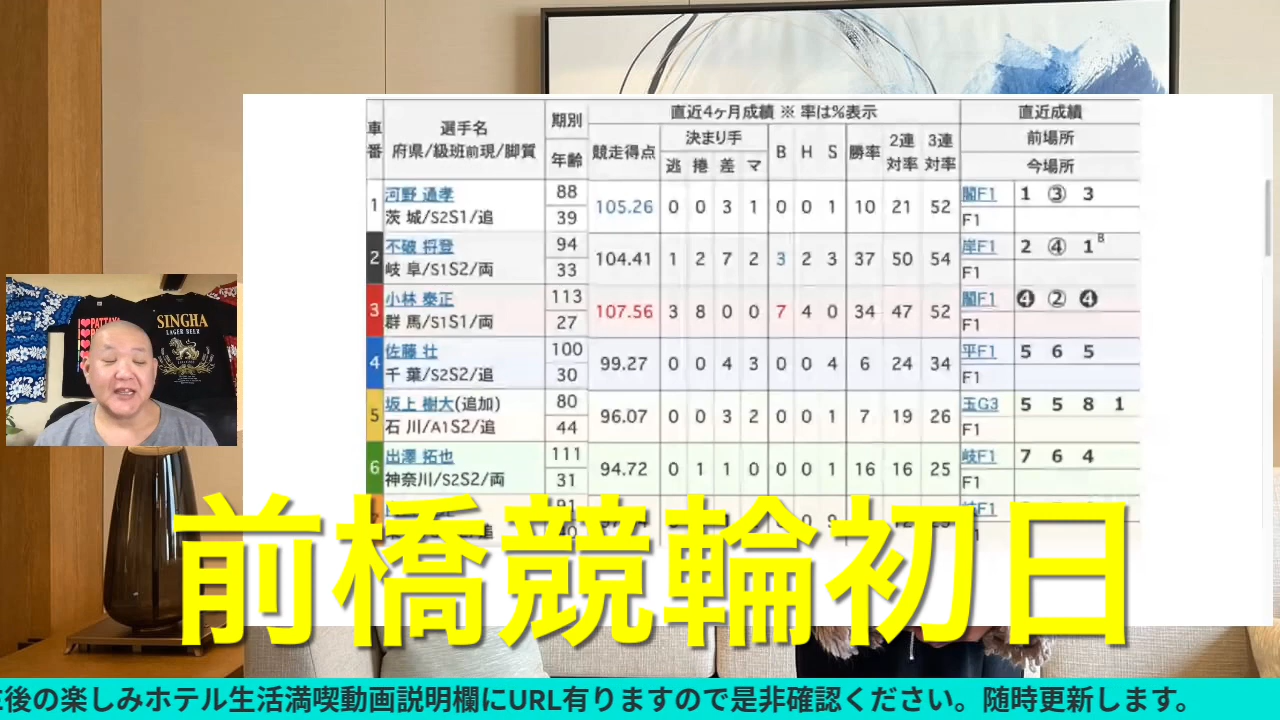 車番 選手名 府県/級班前現/脚質 期別 年齢 競走得点 直近4ヶ月成績 ※ 率は%表示 決まり手 逃 捲 差 マ B H S 勝率 2連対率 3連対率 直近成績 前場所 今場所
1 河野 通孝 88 105.26 0 0 3 1 0 0 1 10 21 52 閣F1 1 ③ 3
茨 城/S2S1/追 39 F1
2 不破 将登 94 104.41 1 2 7 2 3 2 3 37 50 54 岸F1 2 ④ 1B
岐 阜/S1S2/両 33 F1
3 小林 泰正 113 107.56 3 8 0 0 7 4 0 34 47 52 閣F1 ❹ ② ❹
群 馬/S1S1/両 27 F1
4 佐藤 壮 100 99.27 0 0 4 3 0 0 4 6 24 34 平F1 5 6 5
千 葉/S2S2/追 30 F1
5 坂上 樹大(追加) 80 96.07 0 0 3 2 0 0 1 7 19 26 玉G3 5 5 8 1
石 川/A1S2/追 44 F1
6 出澤 拓也 111 94.72 0 1 1 0 0 0 1 16 16 25 岐F1 7 6 4
神奈川/S2S2/両 31 F1
91
PATTAYA
SINGHA
LAGER BEER
前橋競輪初日
後の楽しみホテル生活満喫動画説明欄にURL有りますので是非確認ください。随時更新します。